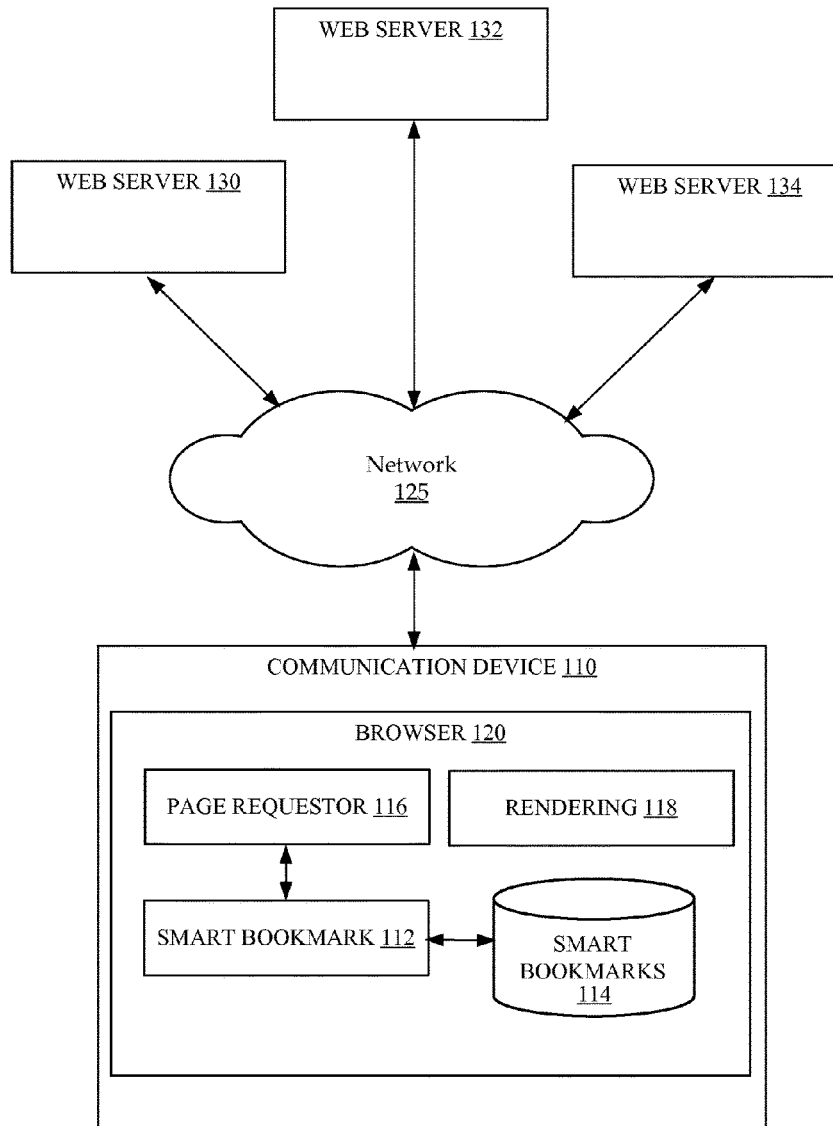 WEB SERVER 132
WEB SERVER 130
WEB SERVER 134
Network
125
COMMUNICATION DEVICE 110
BROWSER 120
PAGE REQUESTOR 116
RENDERING 118
SMART BOOKMARK 112
SMART
BOOKMARKS
114